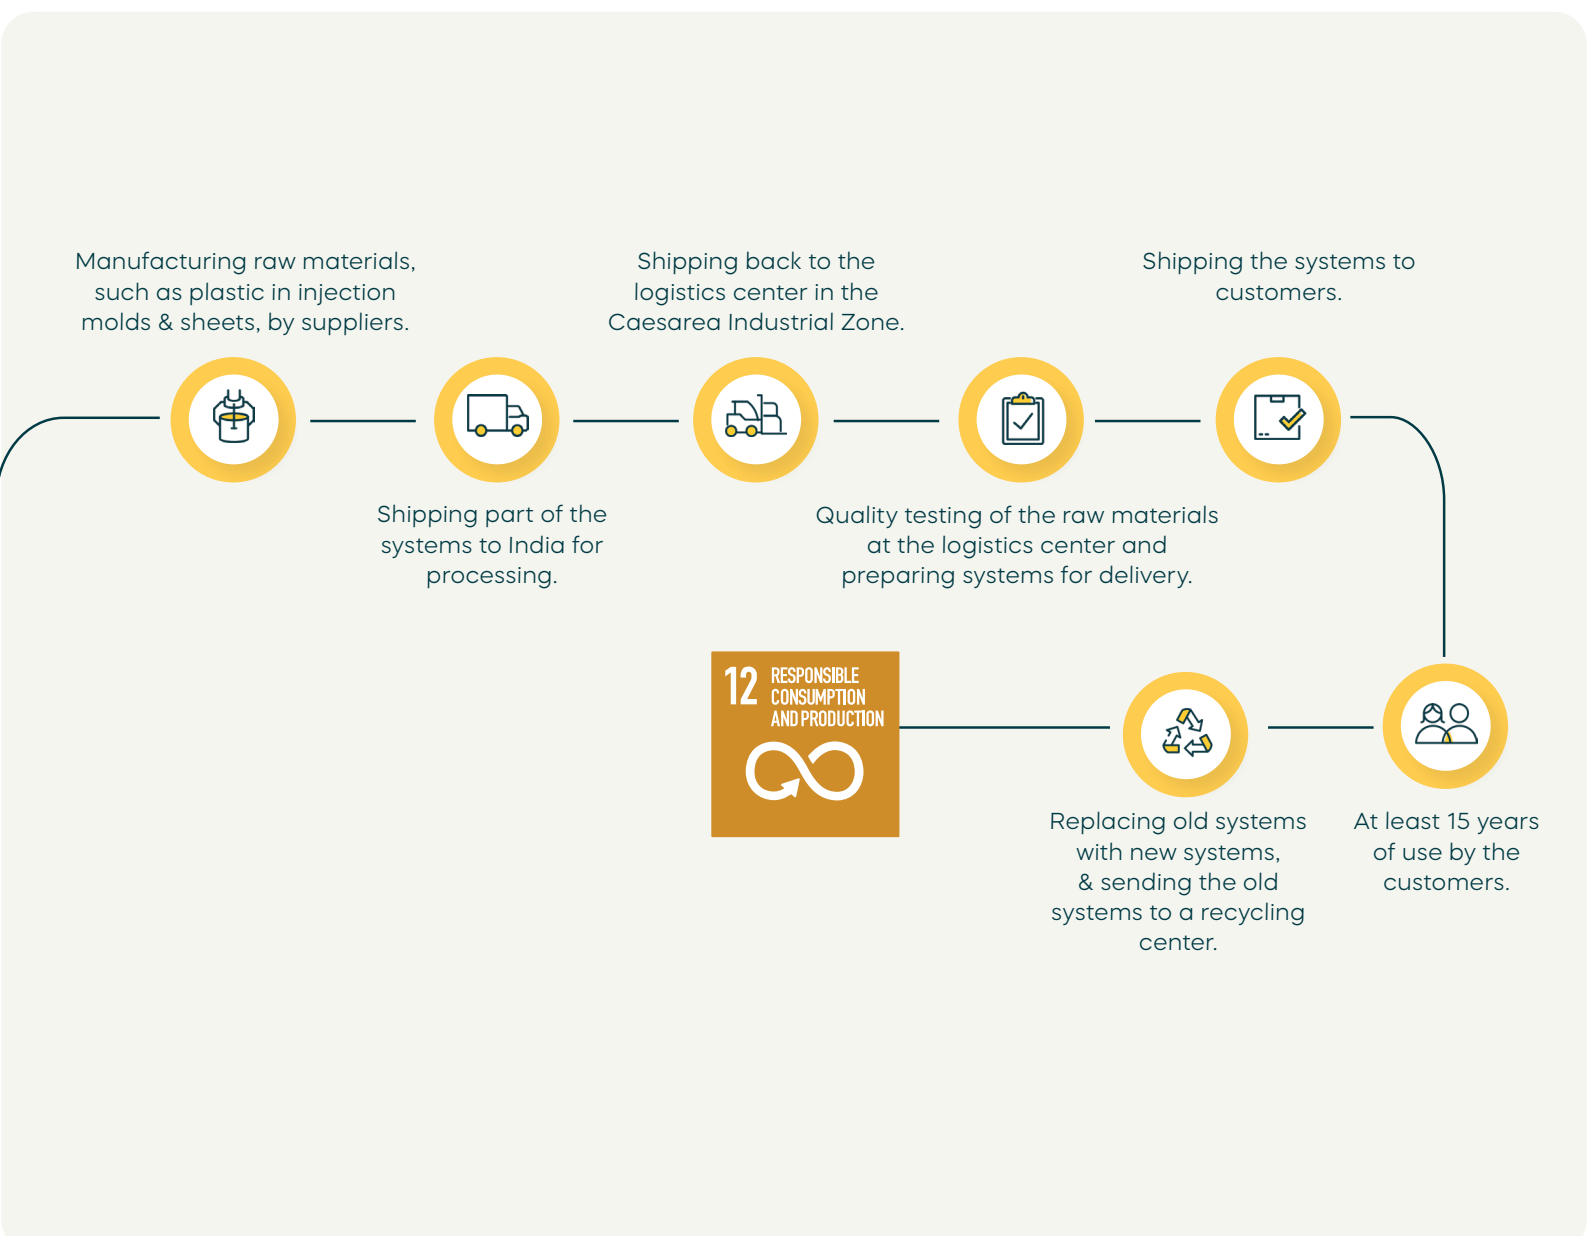 Manufacturing raw materials,
such as plastic in injection
molds & sheets, by suppliers.
Shipping part of the
systems to India for
processing.
Shipping back to the
logistics center in the
Caesarea Industrial Zone.
Quality testing of the raw materials
at the logistics center and
preparing systems for delivery.
Shipping the systems to
customers.
At least 15 years
of use by the
customers.
Replacing old systems
with new systems,
& sending the old
systems to a recycling
center.
12 RESPONSIBLE
CONSUMPTION
AND PRODUCTION